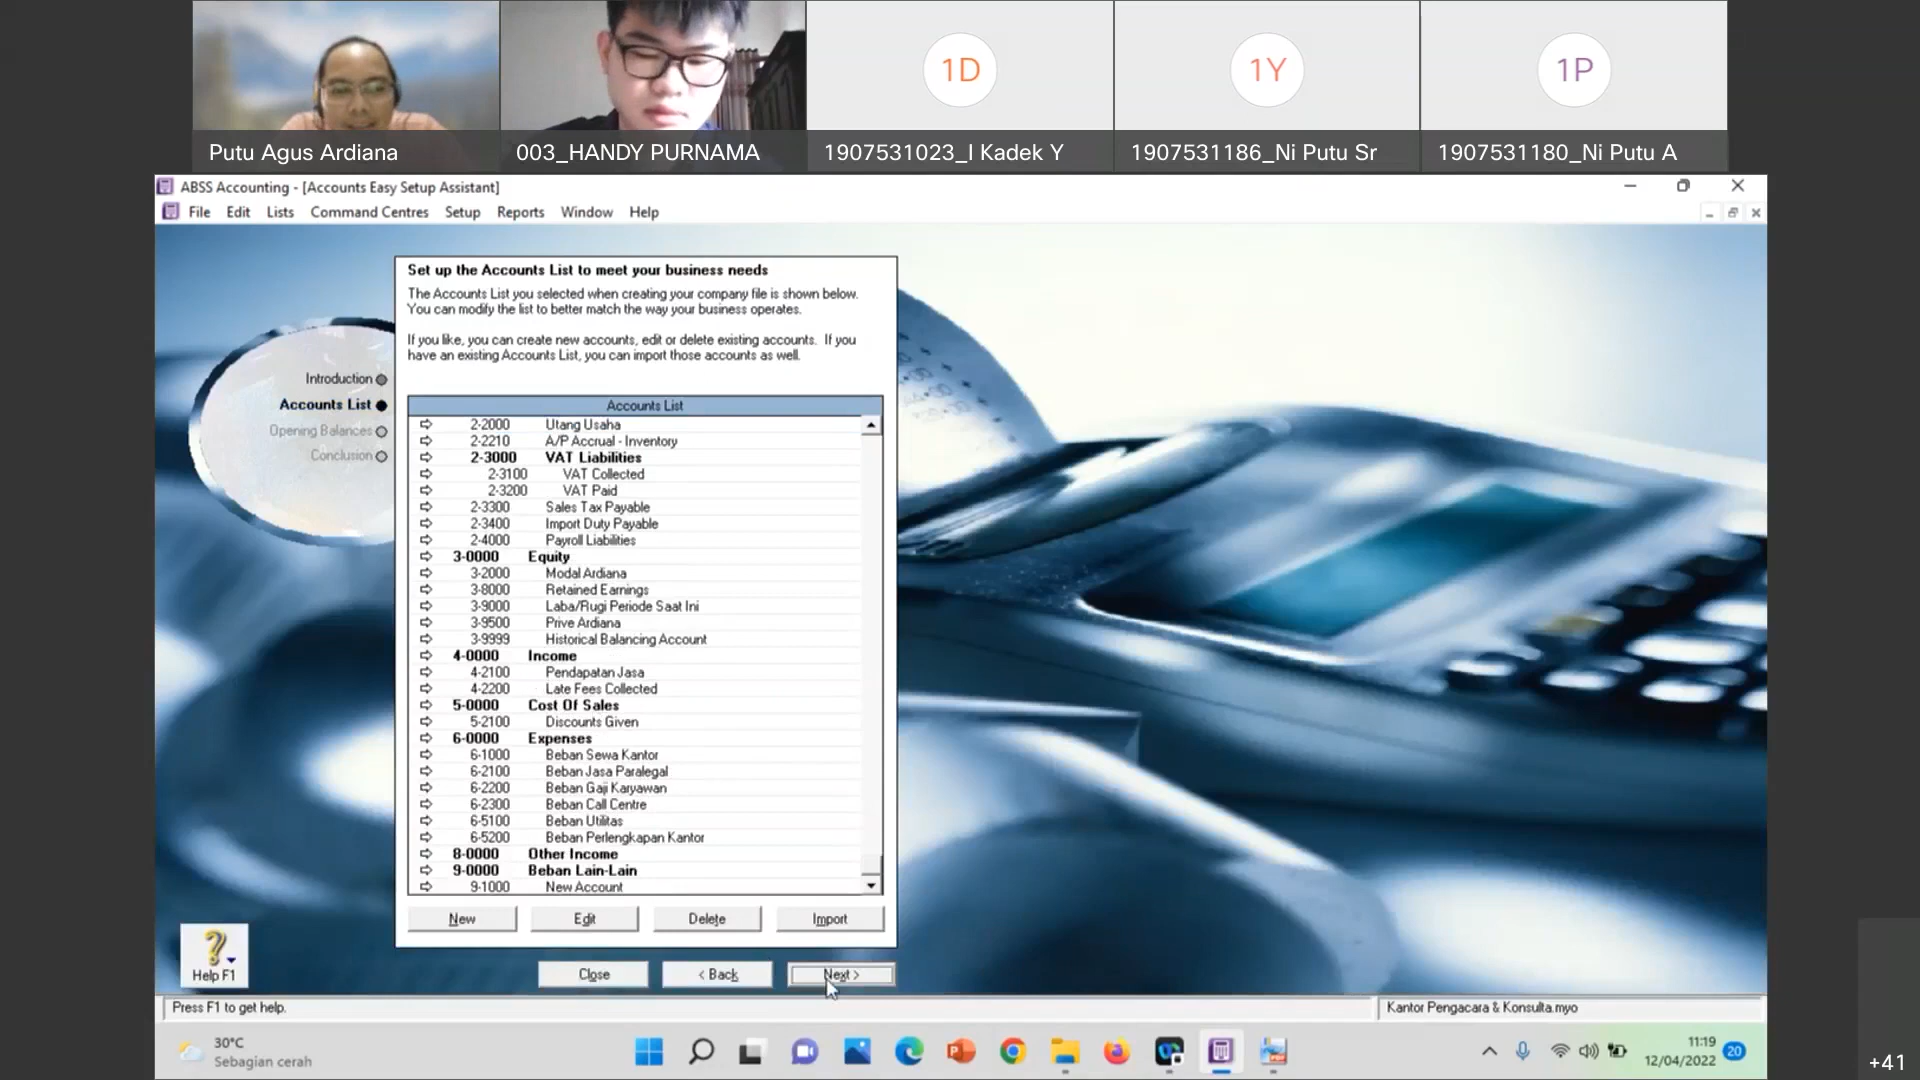 1D
1Y
1P
Putu Agus Ardiana
003_HANDY PURNAMA
1907531023_I Kadek Y
1907531186_Ni Putu Sr
1907531180_Ni Putu A
ABSS Accounting - [Accounts Easy Setup Assistant]
File Edit Lists Command Centres Setup Reports Window Help
Set up the Accounts List to meet your business needs
The Accounts List you selected when creating your company file is shown below.
You can modify the list to better match the way your business operates.
If you like, you can create new accounts, edit or delete existing accounts. If you
have an existing Accounts List, you can import those accounts as well.
Introduction
Accounts List
Opening Balances
Conclusion
Accounts List
2-2000 Utang Usaha
2-2210 A/P Accrual - Inventory
2-3000 VAT Liabilities
2-3100 VAT Collected
2-3200 VAT Paid
2-3300 Sales Tax Payable
2-3400 Import Duty Payable
2-4000 Payroll Liabilities
3-0000 Equity
3-2000 Modal Ardiana
3-8000 Retained Earnings
3-9000 Laba/Rugi Periode Saat Ini
3-9500 Prive Ardiana
3-9999 Historical Balancing Account
4-0000 Income
4-2100 Pendapatan Jasa
4-2200 Late Fees Collected
5-0000 Cost Of Sales
5-2100 Discounts Given
6-0000 Expenses
6-1000 Beban Sewa Kantor
6-2100 Beban Jasa Paralegal
6-2200 Beban Gaji Karyawan
6-2300 Beban Call Centre
6-5100 Beban Utilitas
6-5200 Beban Perlengkapan Kantor
8-0000 Other Income
9-0000 Beban Lain-Lain
9-1000 New Account
New Edit Delete Import
Help F1
Close < Back Next >
Press F1 to get help.
Kantor Pengacara & Konsulta.myo
30°C
Sebagian cerah
11:19
12/04/2022
20
+41